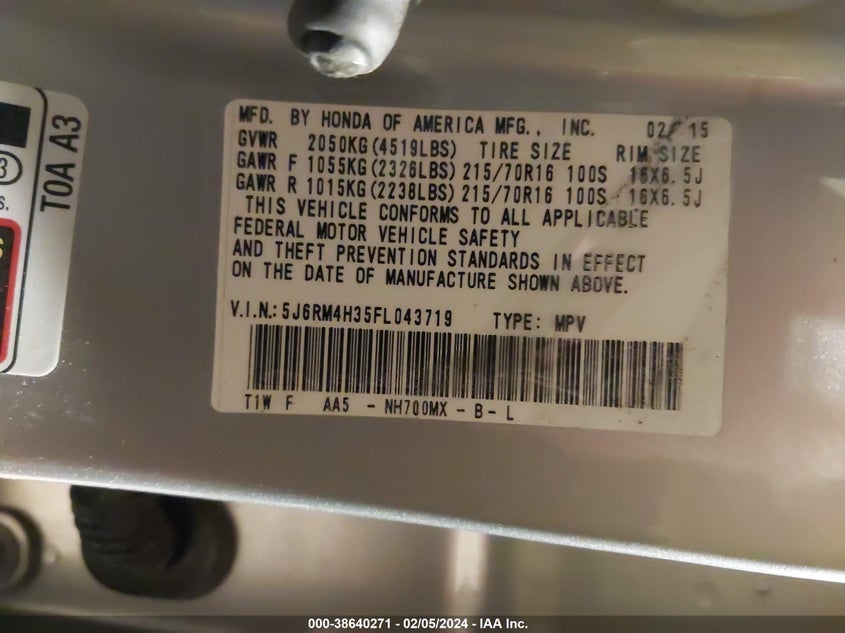 MFD. BY HONDA OF AMERICA MFG., INC. 02/15
GVWR 2050KG(4519LBS) TIRE SIZE RIM SIZE
GAWR F 1055KG(2326LBS) 215/70R16 100S 16X6.5J
GAWR R 1015KG(2238LBS) 215/70R16 100S 16X6.5J
THIS VEHICLE CONFORMS TO ALL APPLICABLE
FEDERAL MOTOR VEHICLE SAFETY
AND THEFT PREVENTION STANDARDS IN EFFECT
ON THE DATE OF MANUFACTURE SHOWN ABOVE.
V.I.N.: 5J6RM4H35FL043719 TYPE: MPV
T1W F AA5 - NH700MX - B - L
T0A A3
3
S.
S
000-38640271 - 02/05/2024 - IAA Inc.